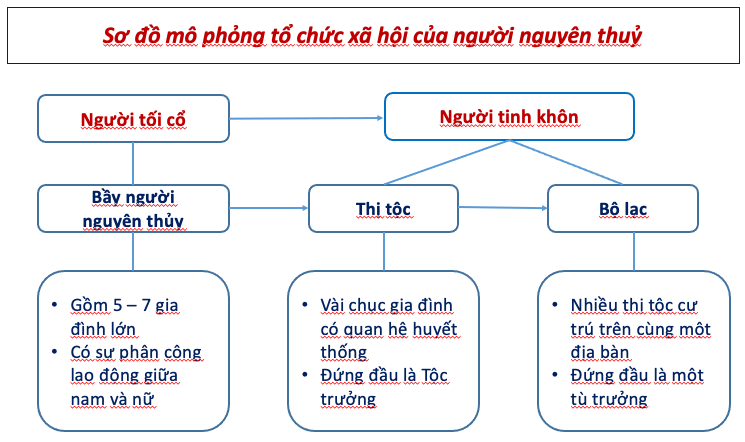 Sơ đồ mô phỏng tổ chức xã hội của người nguyên thuỷ
Người tối cổ
Người tinh khôn
Bầy người
nguyên thủy
Thị tộc
Bộ lạc
• Gồm 5 – 7 gia
đình lớn
• Có sự phân công
lao động giữa
nam và nữ
• Vài chục gia đình
có quan hệ huyết
thống
• Đứng đầu là Tộc
trưởng
• Nhiều thị tộc cư
trú trên cùng một
địa bàn
• Đứng đầu là một
tù trưởng